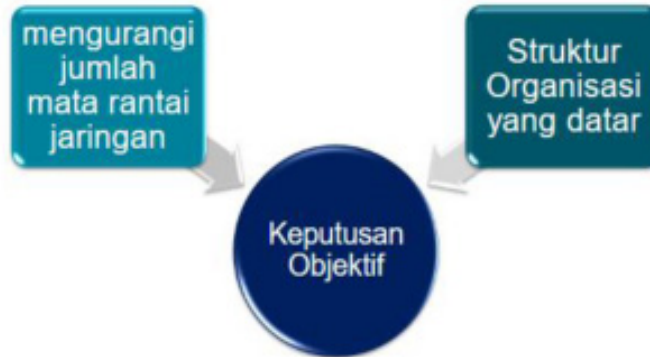 mengurangi
jumlah
mata rantai
jaringan
Struktur
Organisasi
yang datar
Keputusan
Objektif